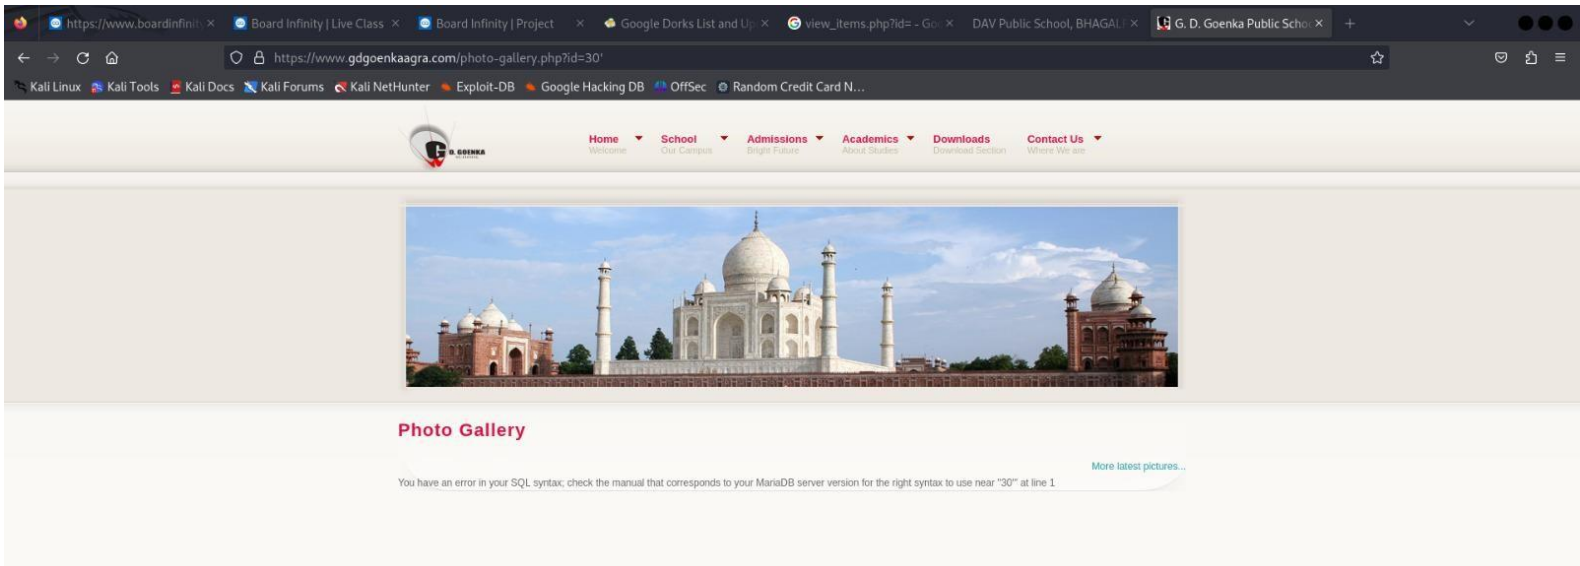 https://www.boardinfinit
Board Infinity | Live Class
Board Infinity | Project
Google Dorks List and Up
view_items.php?id= - Goo
DAV Public School, BHAGALP
G. D. Goenka Public Schoo
https://www.gdgoenkaagra.com/photo-gallery.php?id=30'
Kali Linux Kali Tools Kali Docs Kali Forums Kali NetHunter Exploit-DB Google Hacking DB OffSec Random Credit Card N...
G D. GOENKA
Home School Admissions Academics Downloads Contact Us
Welcome Our Campus Bright Future About Studies Download Section Where We are
Photo Gallery
More latest pictures...
You have an error in your SQL syntax; check the manual that corresponds to your MariaDB server version for the right syntax to use near ''30''' at line 1